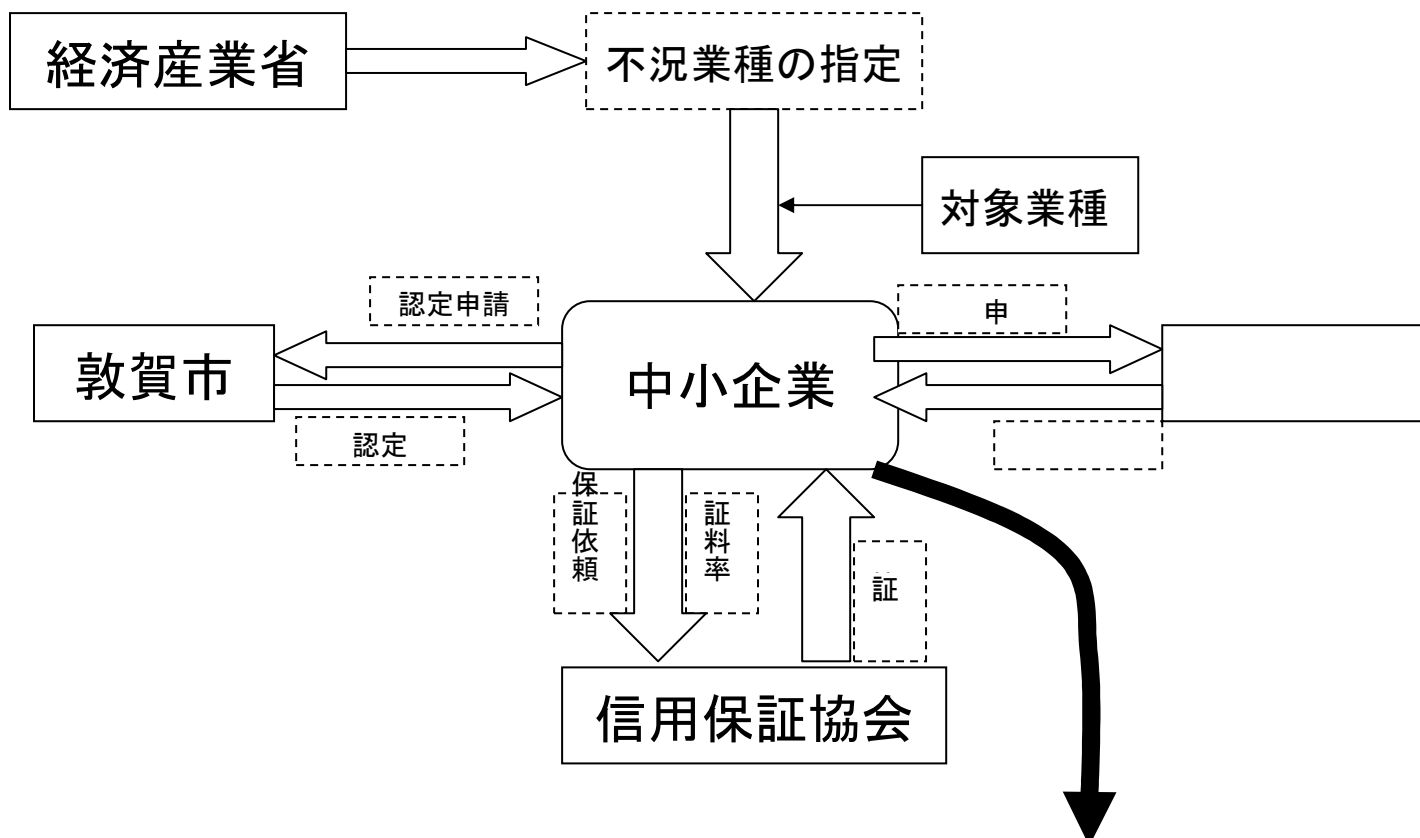 経済産業省
不況業種の指定
対象業種
認定申請
申
敦賀市
中小企業
認定
保証依頼
証料率
証
信用保証協会